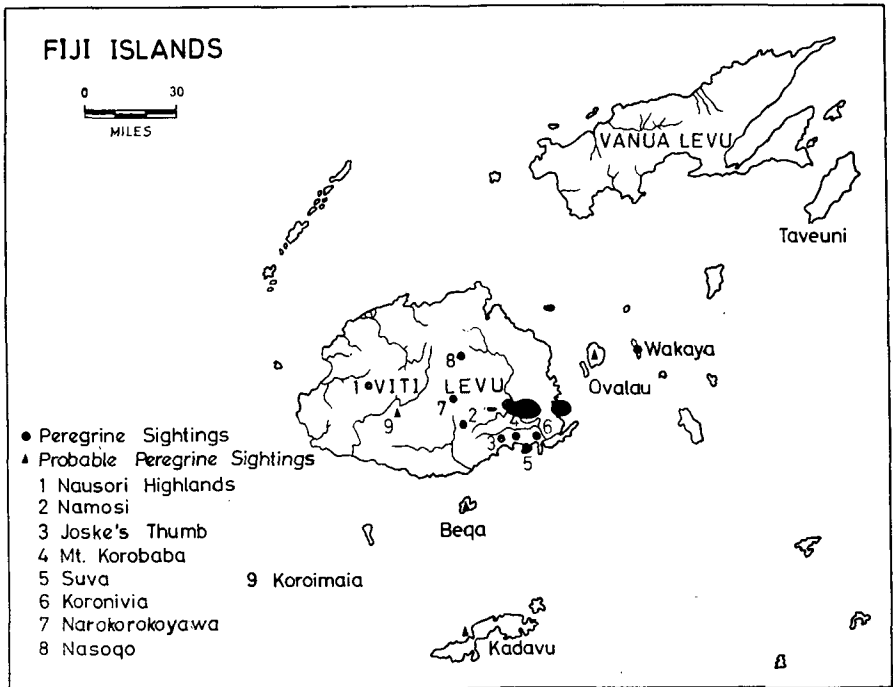 FIJI ISLANDS
0 30
MILES
VANUA LEVU
Taveuni
Wakaya
Ovalau
8
1 VITI LEVU
7
9
2
4
6
3
5
● Peregrine Sightings
▲ Probable Peregrine Sightings
1 Nausori Highlands
2 Namosi
3 Joske's Thumb
4 Mt. Korobaba
5 Suva
6 Koronivia
7 Narokorokoyawa
8 Nasoqo
9 Koroimaia
Beqa
Kadavu